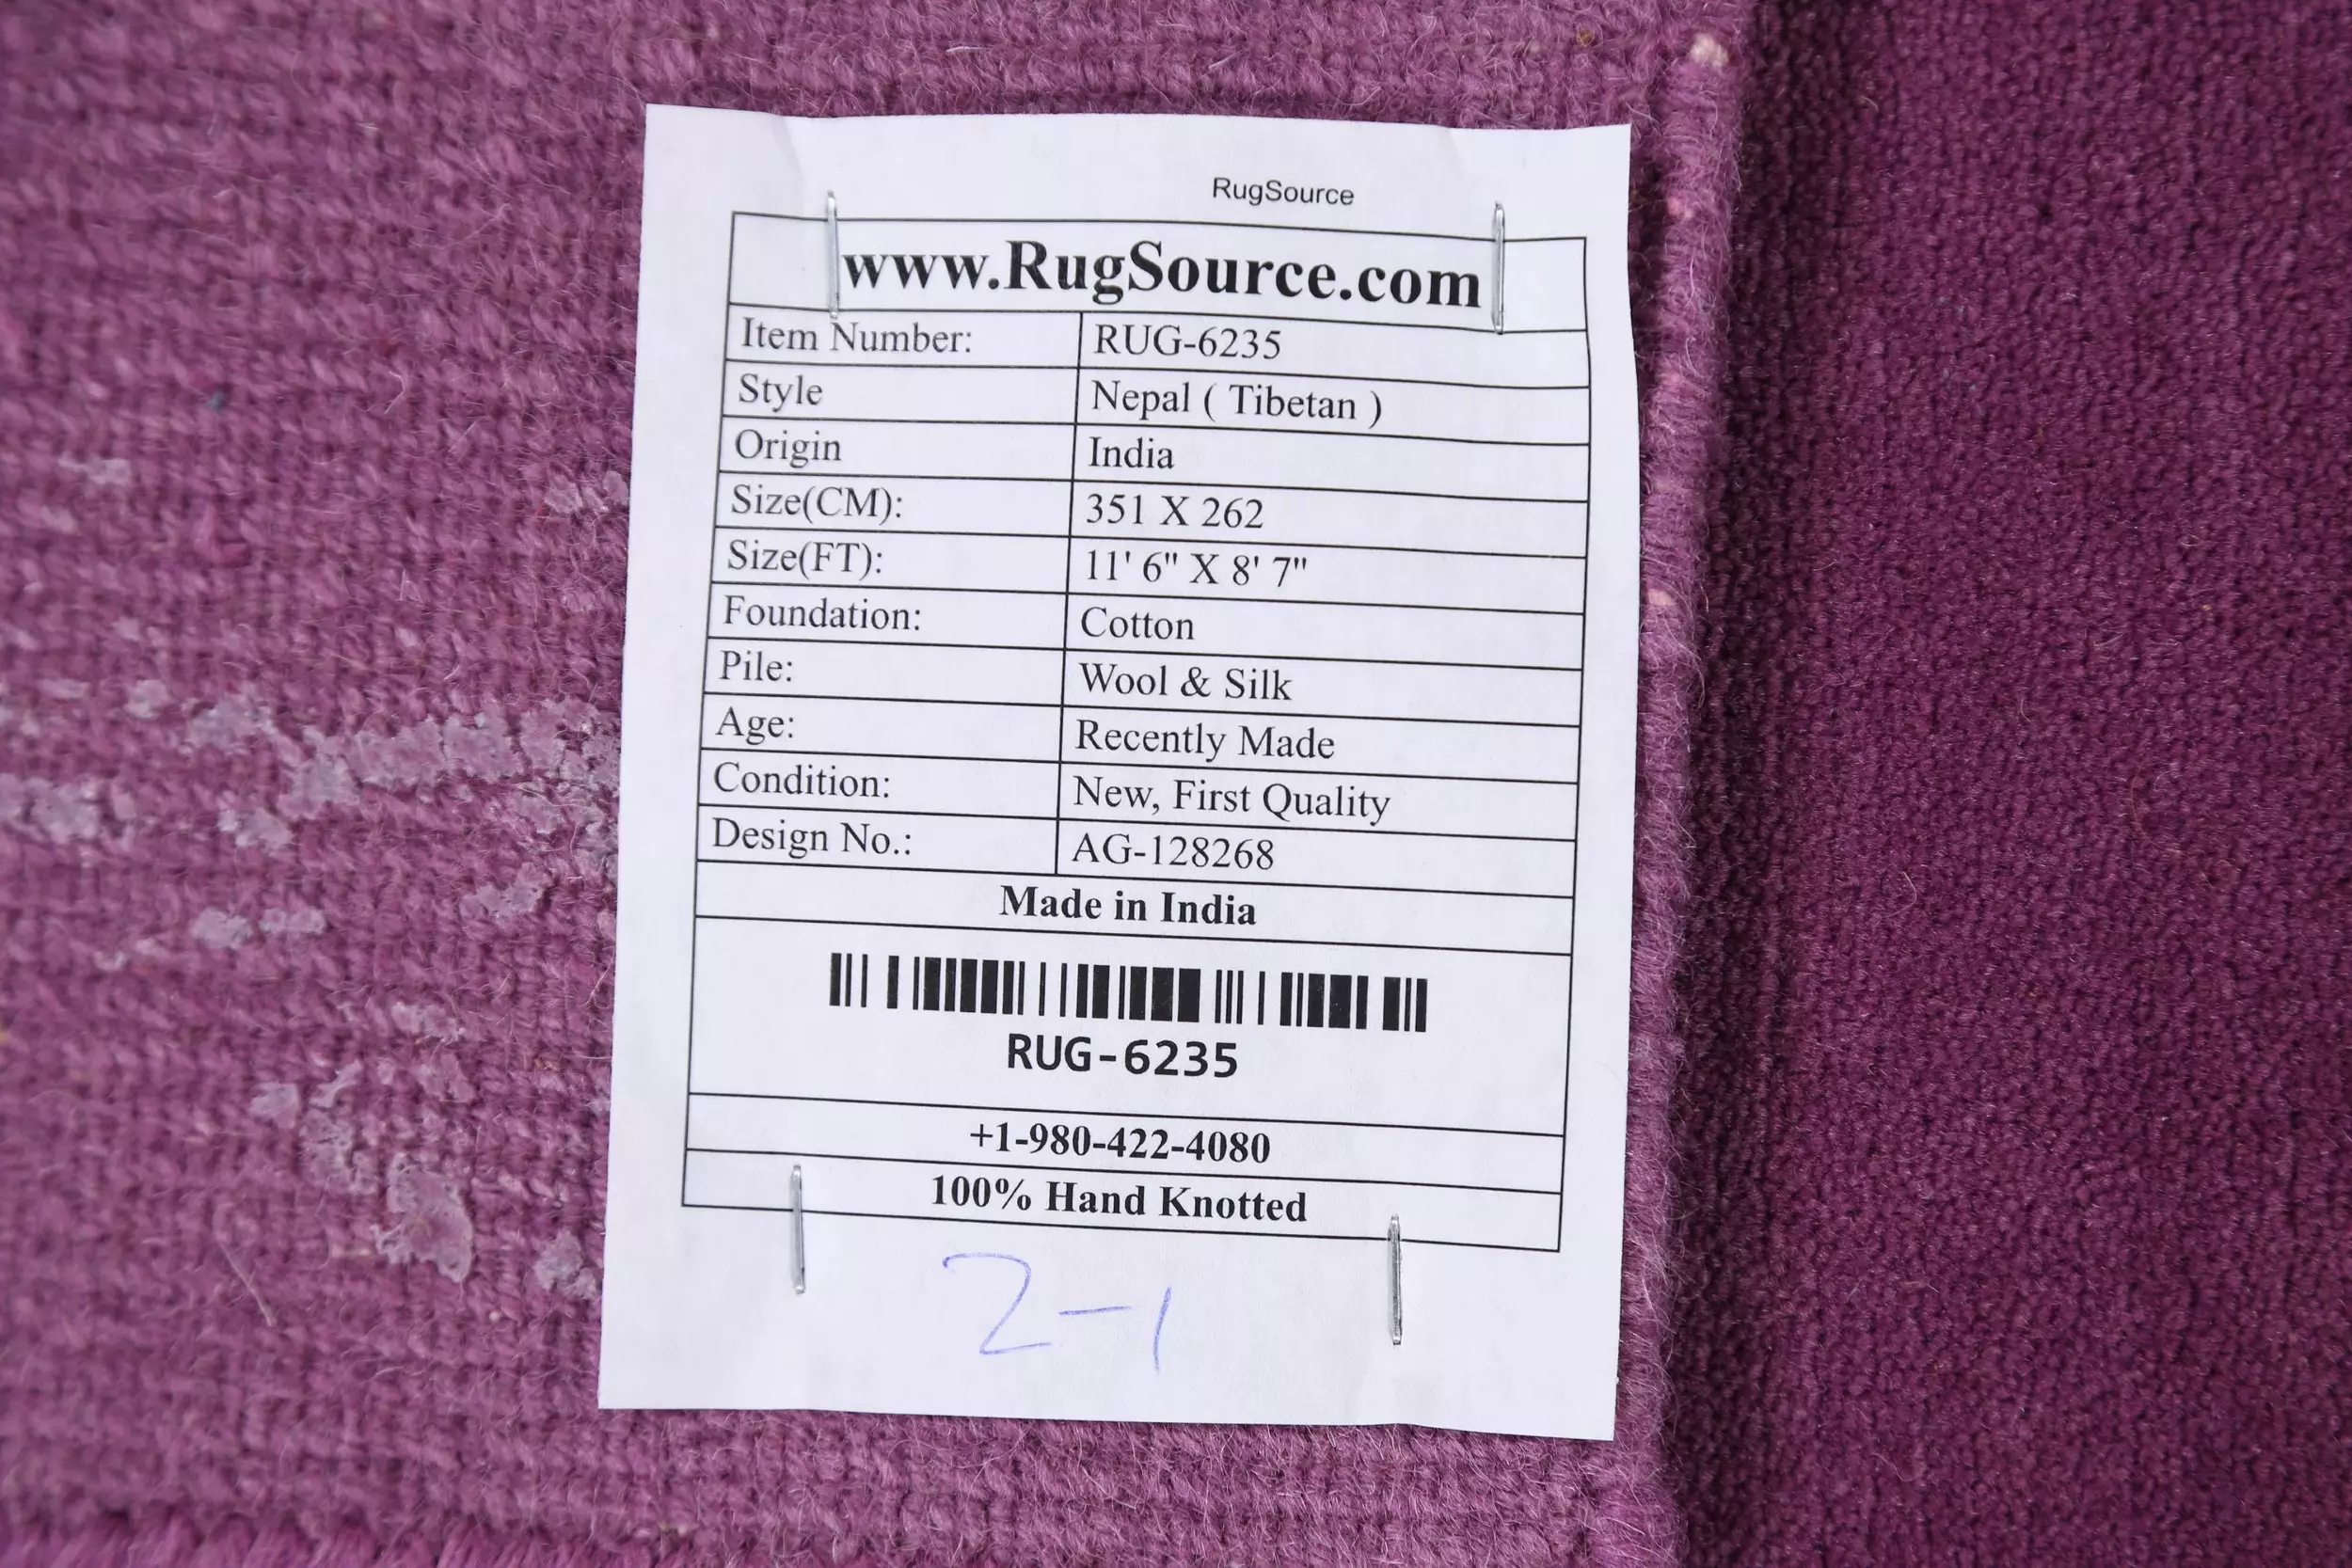 RugSource
www.RugSource.com
Item Number: RUG-6235
Style Nepal ( Tibetan )
Origin India
Size(CM): 351 X 262
Size(FT): 11' 6" X 8' 7"
Foundation: Cotton
Pile: Wool & Silk
Age: Recently Made
Condition: New, First Quality
Design No.: AG-128268
Made in India
RUG-6235
+1-980-422-4080
100% Hand Knotted
2-1